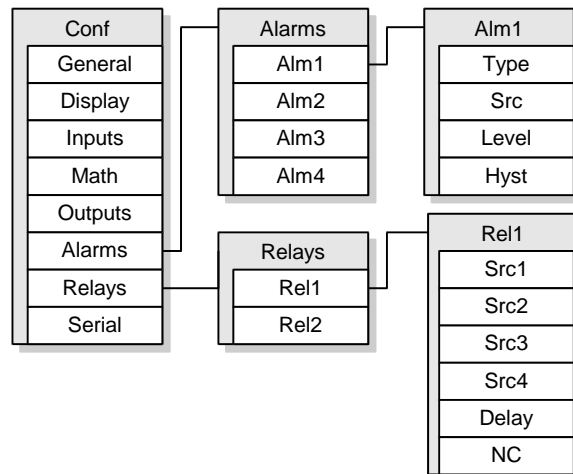 Conf
General
Display
Inputs
Math
Outputs
Alarms
Relays
Serial
Alarms
Alm1
Alm2
Alm3
Alm4
Alm1
Type
Src
Level
Hyst
Relays
Rel1
Rel2
Rel1
Src1
Src2
Src3
Src4
Delay
NC